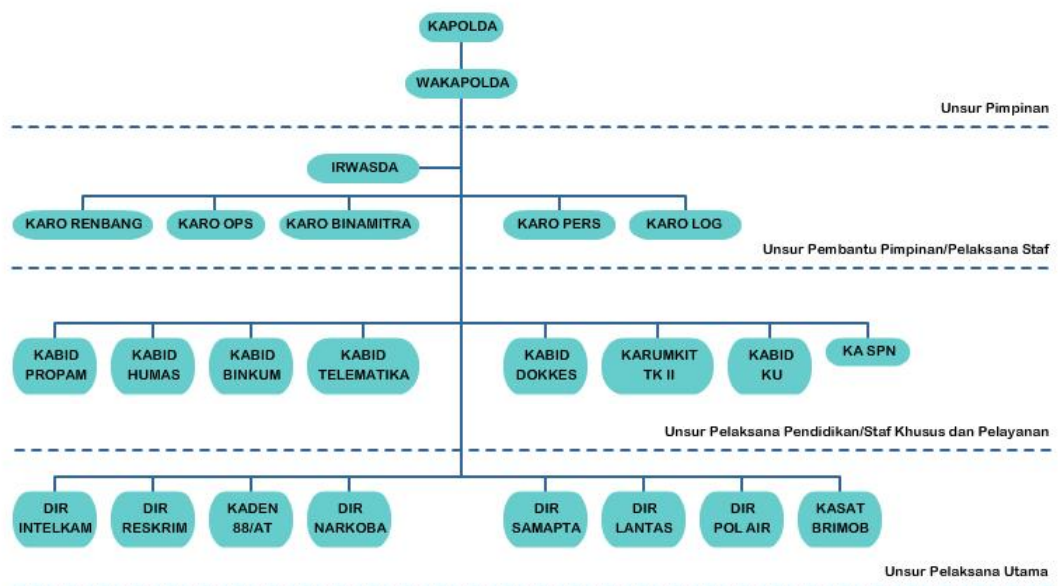 KAPOLDA
WAKAPOLDA
Unsur Pimpinan
IRWASDA
KARO RENBANG
KARO OPS
KARO BINAMITRA
KARO PERS
KARO LOG
Unsur Pembantu Pimpinan/Pelaksana Staf
KABID
PROPAM
KABID
HUMAS
KABID
BINKUM
KABID
TELEMATIKA
KABID
DOKKES
KARUMKIT
TK II
KABID
KU
KA SPN
Unsur Pelaksana Pendidikan/Staf Khusus dan Pelayanan
DIR
INTELKAM
DIR
RESKRIM
KADEN
88/AT
DIR
NARKOBA
DIR
SAMAPTA
DIR
LANTAS
DIR
POL AIR
KASAT
BRIMOB
Unsur Pelaksana Utama